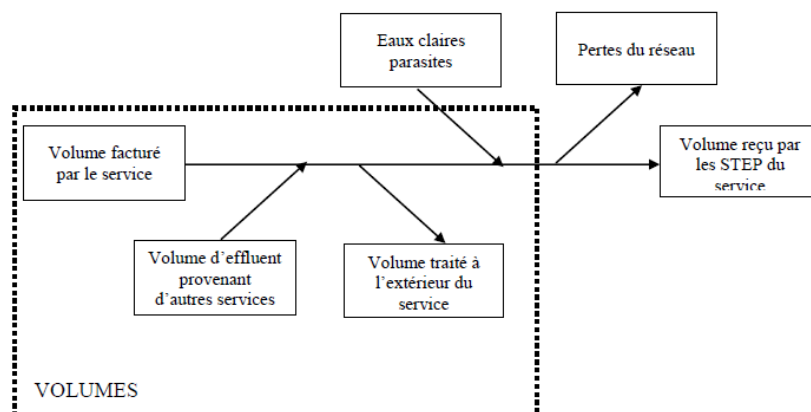 Eaux claires
parasites
Pertes du réseau
Volume facturé
par le service
Volume reçu par
les STEP du
service
Volume d'effluent
provenant
d'autres services
Volume traité à
l'extérieur du
service
VOLUMES